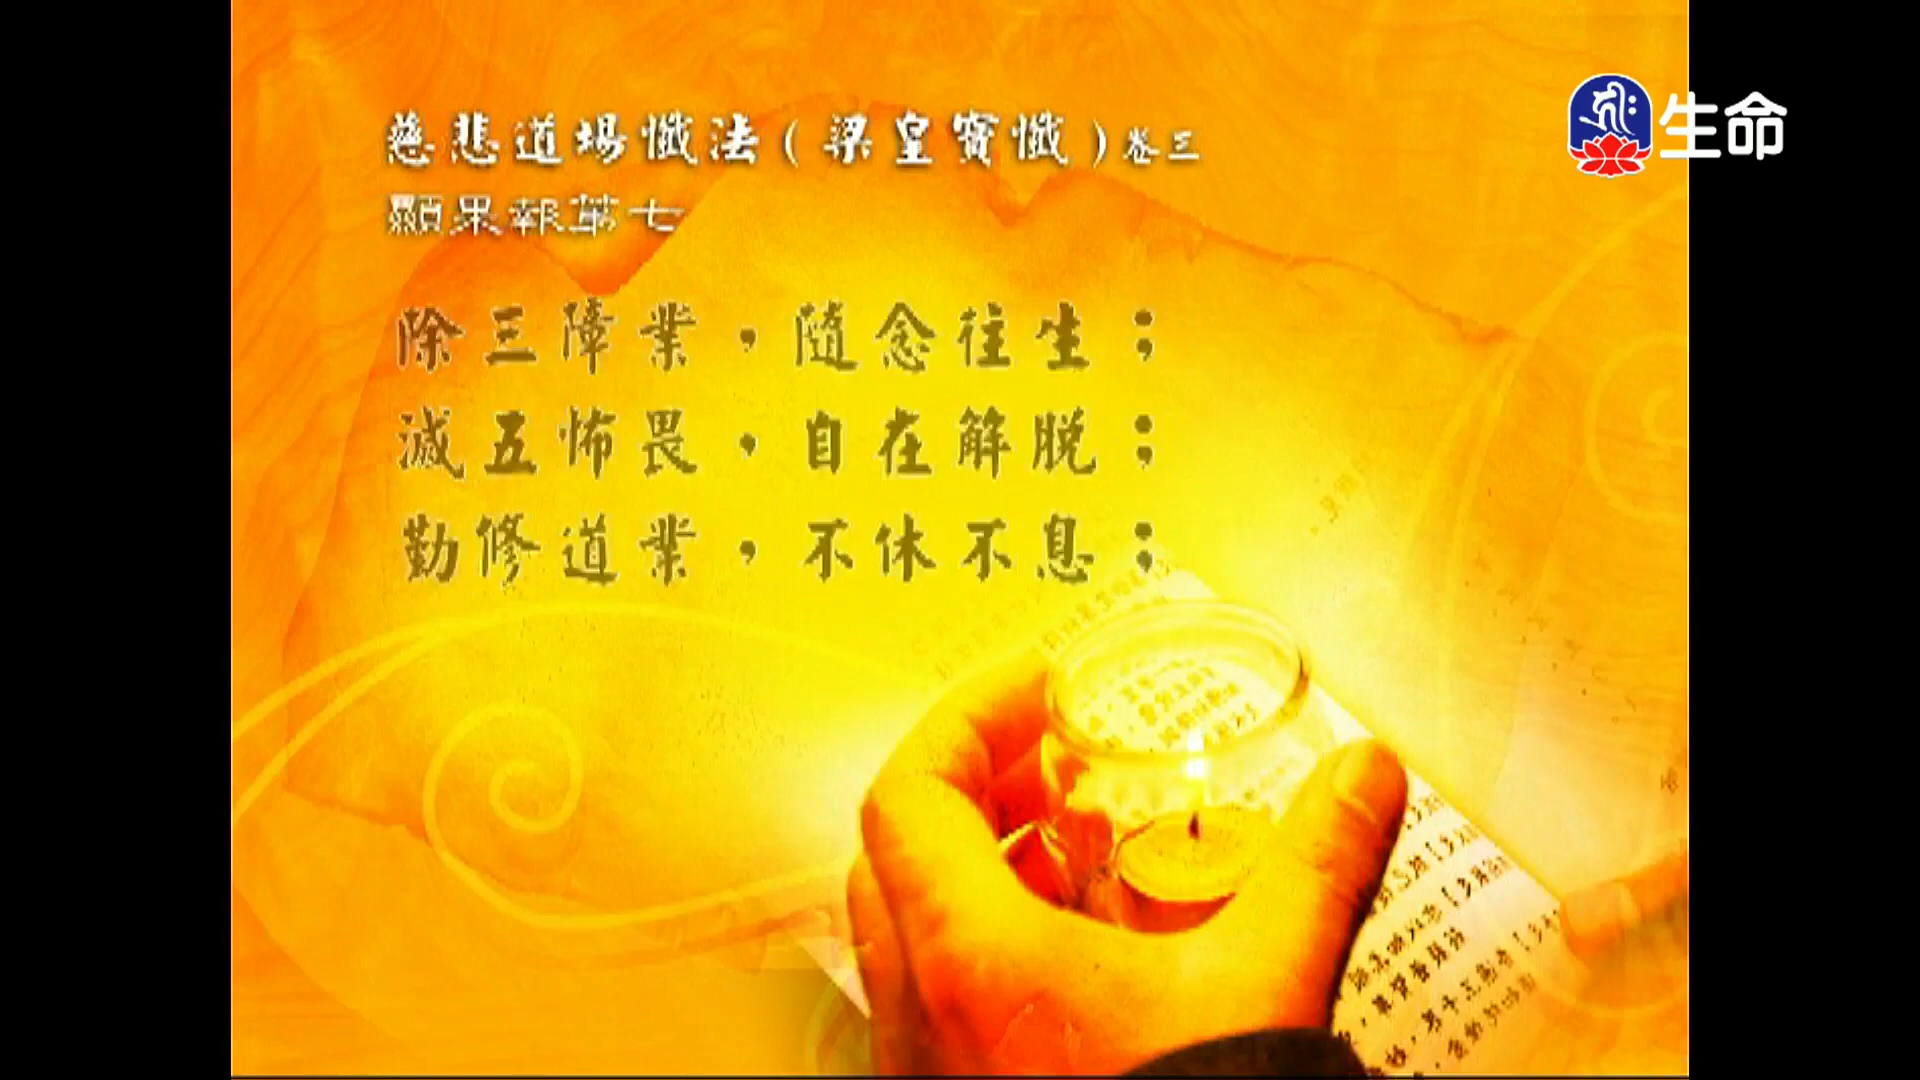 慈悲道場懺法(梁皇寶懺)卷三
生命
顯果報第七
除三障業，隨念往生；
滅五怖畏，自在解脫；
勤修道業，不休不息；